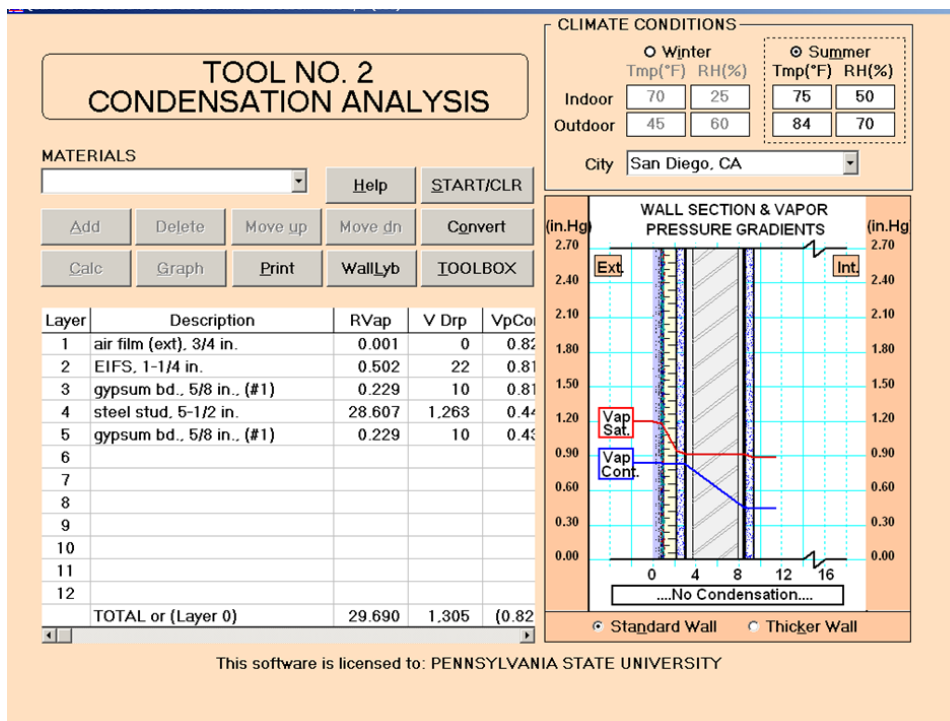 TOOL NO. 2
CONDENSATION ANALYSIS
MATERIALS
Help
START/CLR
Add
Delete
Move up
Move dn
Convert
Calc
Graph
Print
WallLyb
TOOLBOX
Layer Description RVap V Drp VpCo
1 air film (ext), 3/4 in. 0.001 0 0.82
2 EIFS, 1-1/4 in. 0.502 22 0.81
3 gypsum bd., 5/8 in., (#1) 0.229 10 0.81
4 steel stud, 5-1/2 in. 28.607 1,263 0.44
5 gypsum bd., 5/8 in., (#1) 0.229 10 0.43
6
7
8
9
10
11
12
TOTAL or (Layer 0) 29.690 1,305 (0.82
CLIMATE CONDITIONS
Winter Summer
Tmp(°F) RH(%) Tmp(°F) RH(%)
Indoor 70 25 75 50
Outdoor 45 60 84 70
City San Diego, CA
WALL SECTION & VAPOR
(in.Hg) PRESSURE GRADIENTS (in.Hg
2.70 2.70
Ext. Int.
2.40 2.40
2.10 2.10
1.80 1.80
1.50 1.50
1.20 Vap 1.20
Sat.
0.90 Vap 0.90
Cont.
0.60 0.60
0.30 0.30
0.00 0.00
0 4 8 12 16
....No Condensation....
Standard Wall Thicker Wall
This software is licensed to: PENNSYLVANIA STATE UNIVERSITY